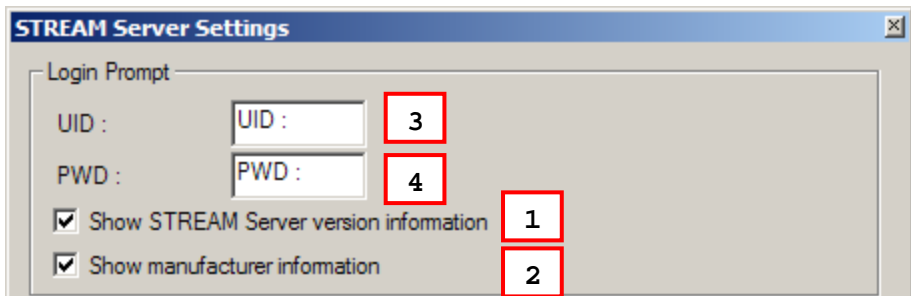 STREAM Server Settings
Login Prompt
UID : UID : 3
PWD : PWD : 4
Show STREAM Server version information 1
Show manufacturer information 2